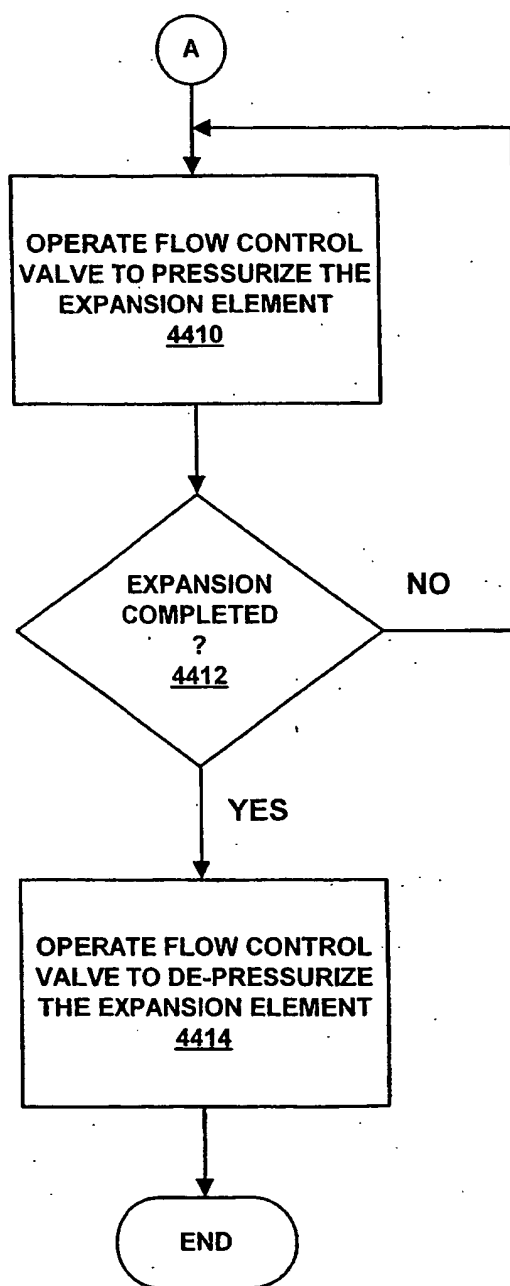 A
OPERATE FLOW CONTROL
VALVE TO PRESSURIZE THE
EXPANSION ELEMENT
4410
EXPANSION
COMPLETED
?
4412
NO
YES
OPERATE FLOW CONTROL
VALVE TO DE-PRESSURIZE
THE EXPANSION ELEMENT
4414
END